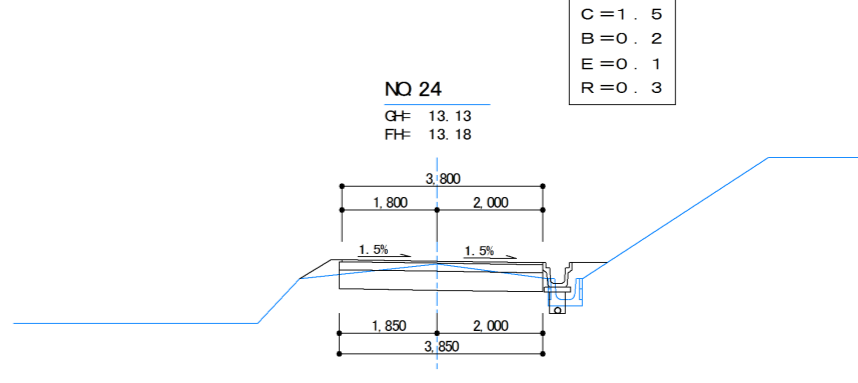 C=1.5
B=0.2
E=0.1
R=0.3
NO.24
GH= 13.13
FH= 13.18
3,800
1,800
2,000
1.5%
1.5%
1,850
2,000
3,850